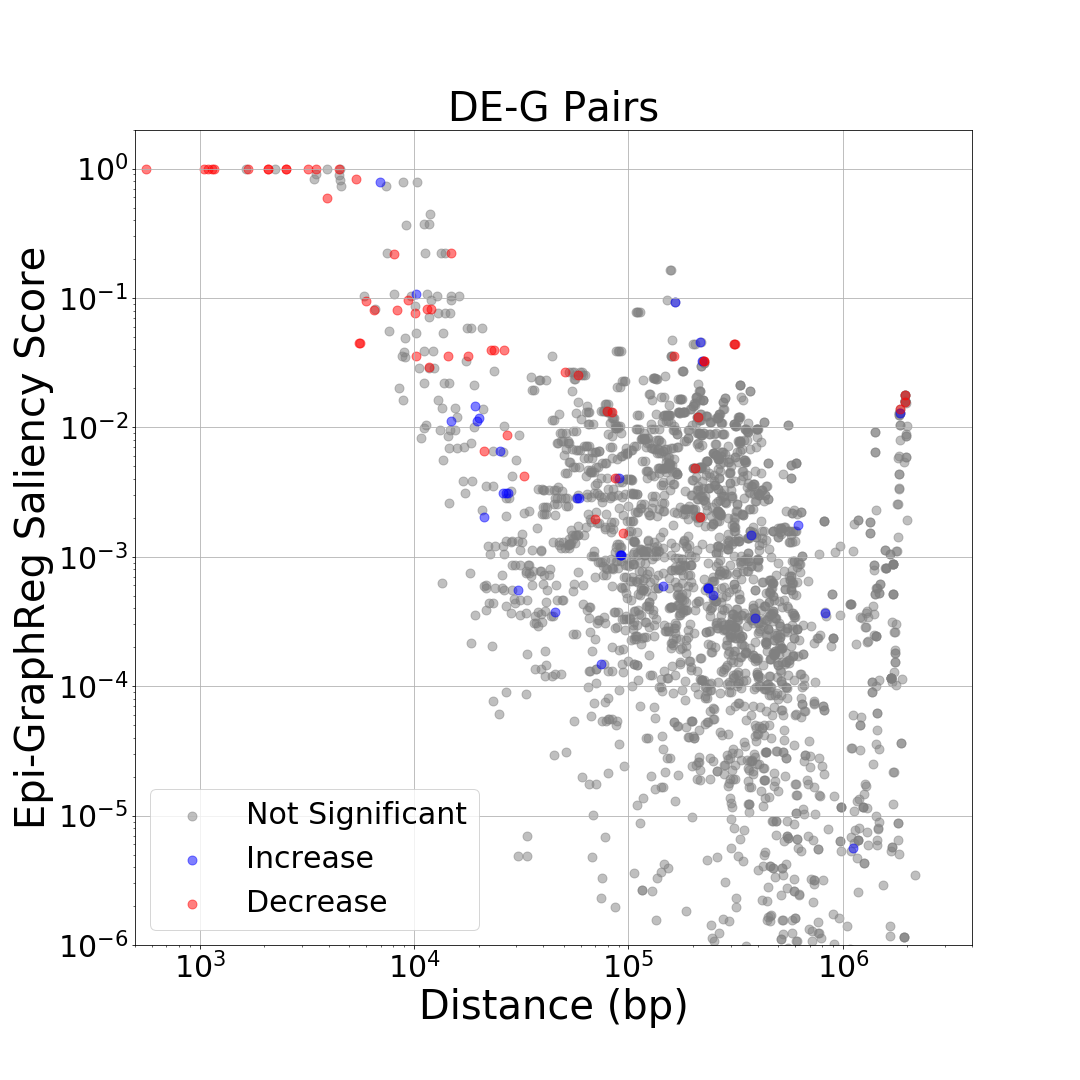 DE-G Pairs
Epi-GraphReg Saliency Score
10⁰
10⁻¹
10⁻²
10⁻³
10⁻⁴
10⁻⁵
10⁻⁶
Not Significant
Increase
Decrease
10³ 10⁴ 10⁵ 10⁶
Distance (bp)